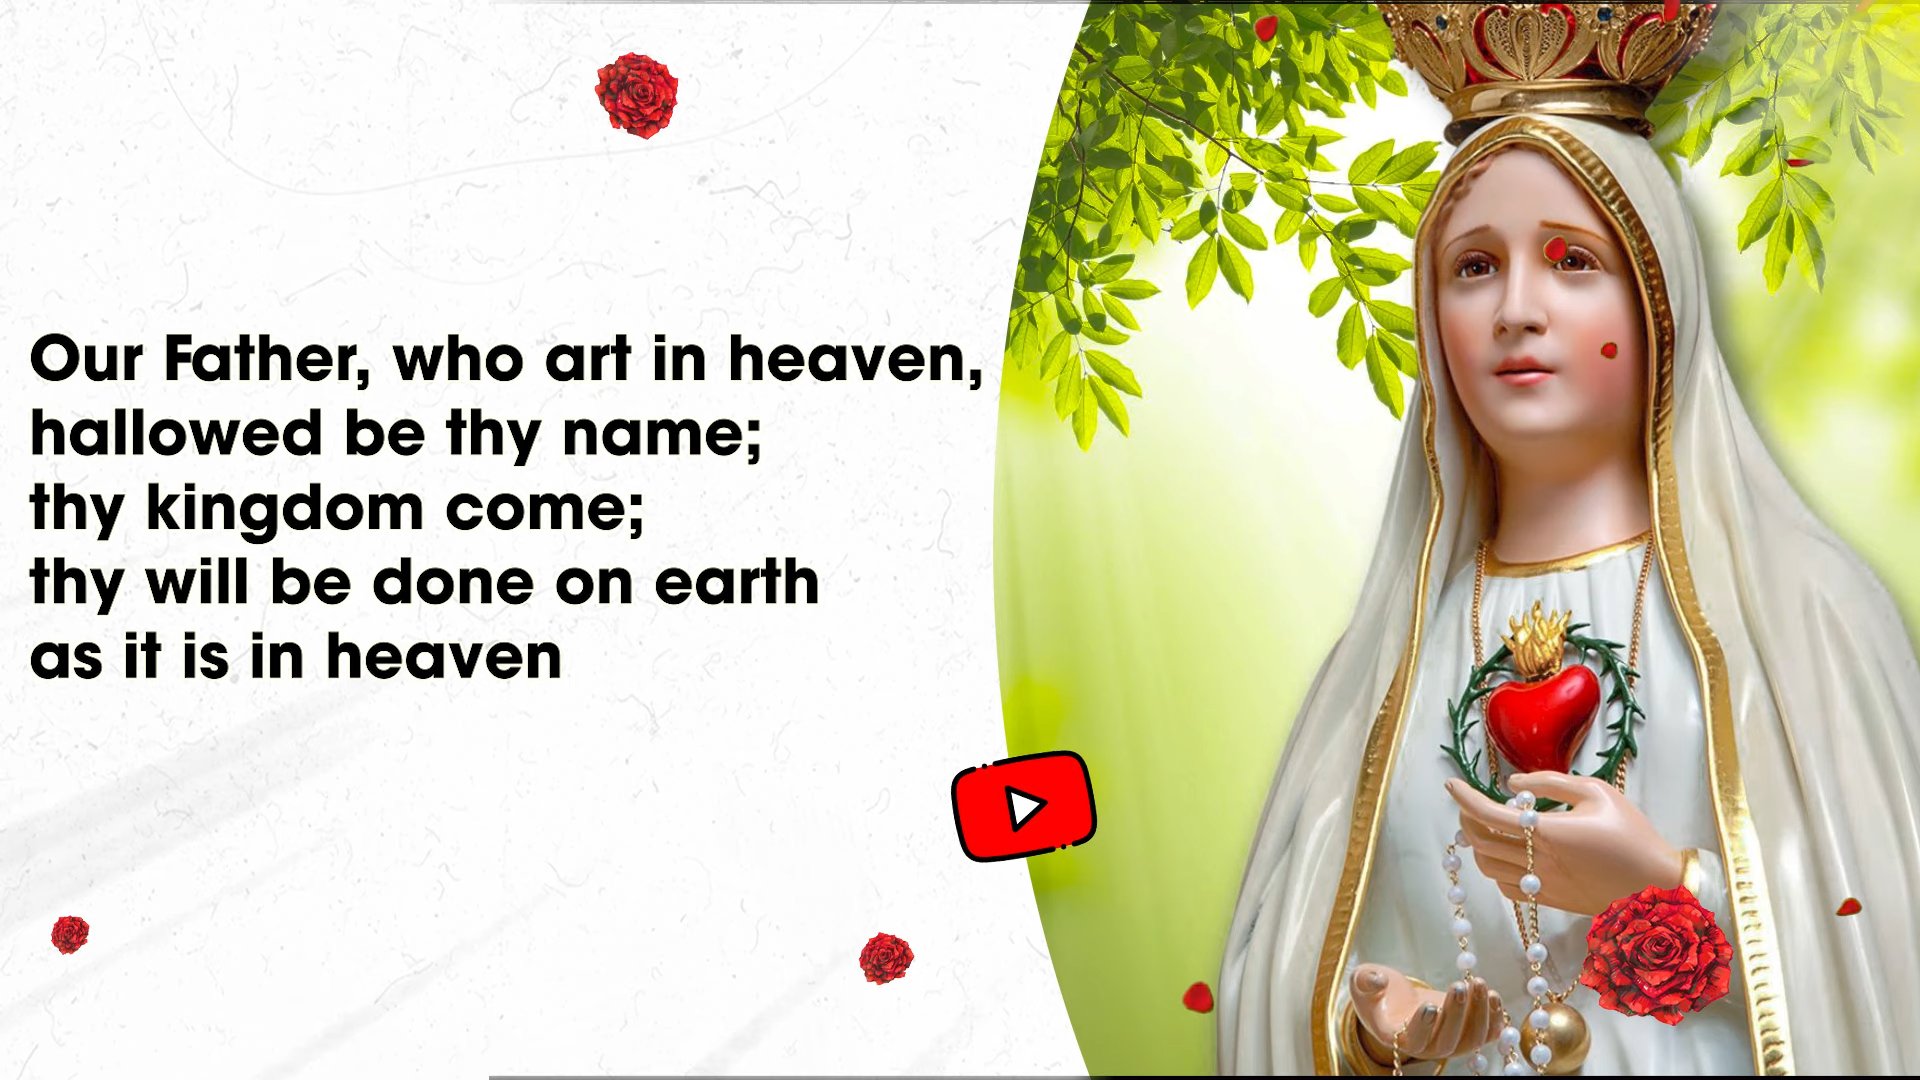 Our Father, who art in heaven,
hallowed be thy name;
thy kingdom come;
thy will be done on earth
as it is in heaven